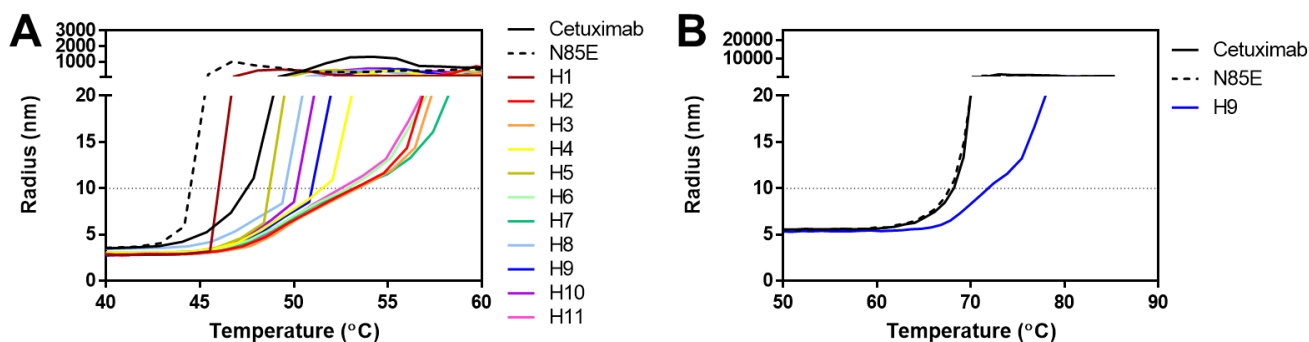 A
3000
2000
1000
20
15
10
5
0
Radius (nm)
40
45
50
55
60
Temperature (°C)
Cetuximab
N85E
H1
H2
H3
H4
H5
H6
H7
H8
H9
H10
H11
B
20000
10000
20
15
10
5
0
Radius (nm)
50
60
70
80
90
Temperature (°C)
Cetuximab
N85E
H9